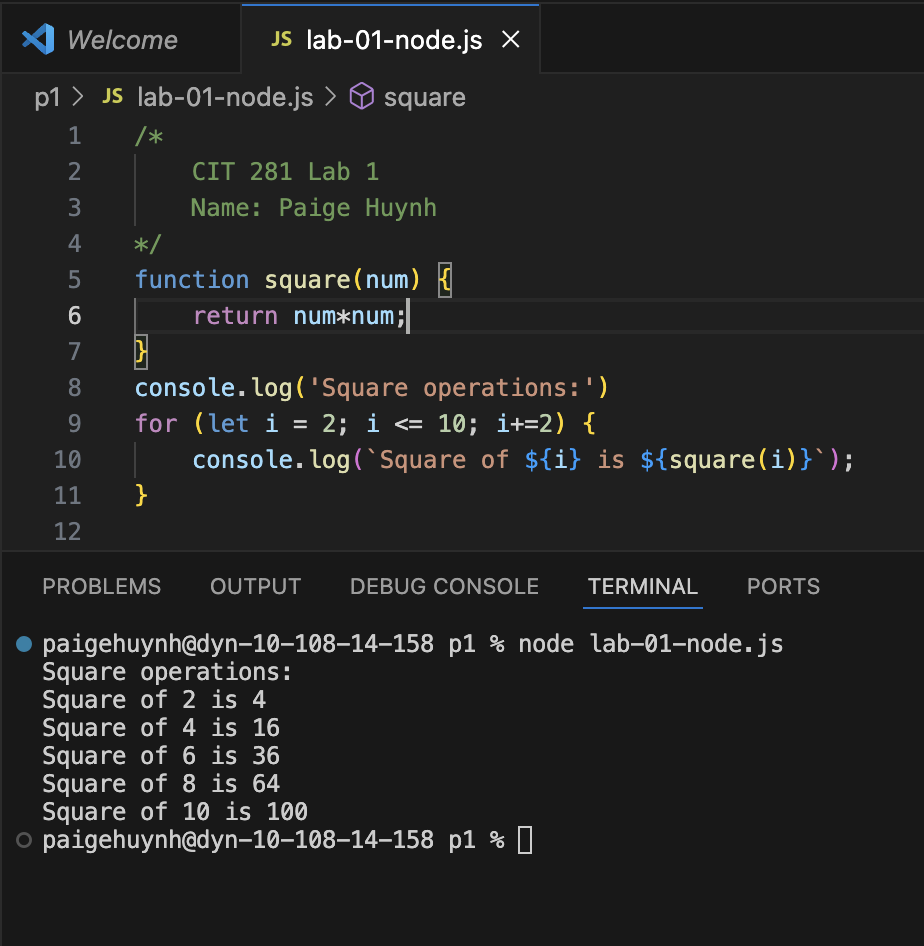 Welcome
JS lab-01-node.js
p1 > JS lab-01-node.js > square
1 /*
2     CIT 281 Lab 1
3     Name: Paige Huynh
4 */
5 function square(num) {
6     return num*num;
7 }
8 console.log('Square operations:')
9 for (let i = 2; i <= 10; i+=2) {
10     console.log(`Square of ${i} is ${square(i)}`);
11 }
12
PROBLEMS OUTPUT DEBUG CONSOLE TERMINAL PORTS
paigehuynh@dyn-10-108-14-158 p1 % node lab-01-node.js
Square operations:
Square of 2 is 4
Square of 4 is 16
Square of 6 is 36
Square of 8 is 64
Square of 10 is 100
paigehuynh@dyn-10-108-14-158 p1 %